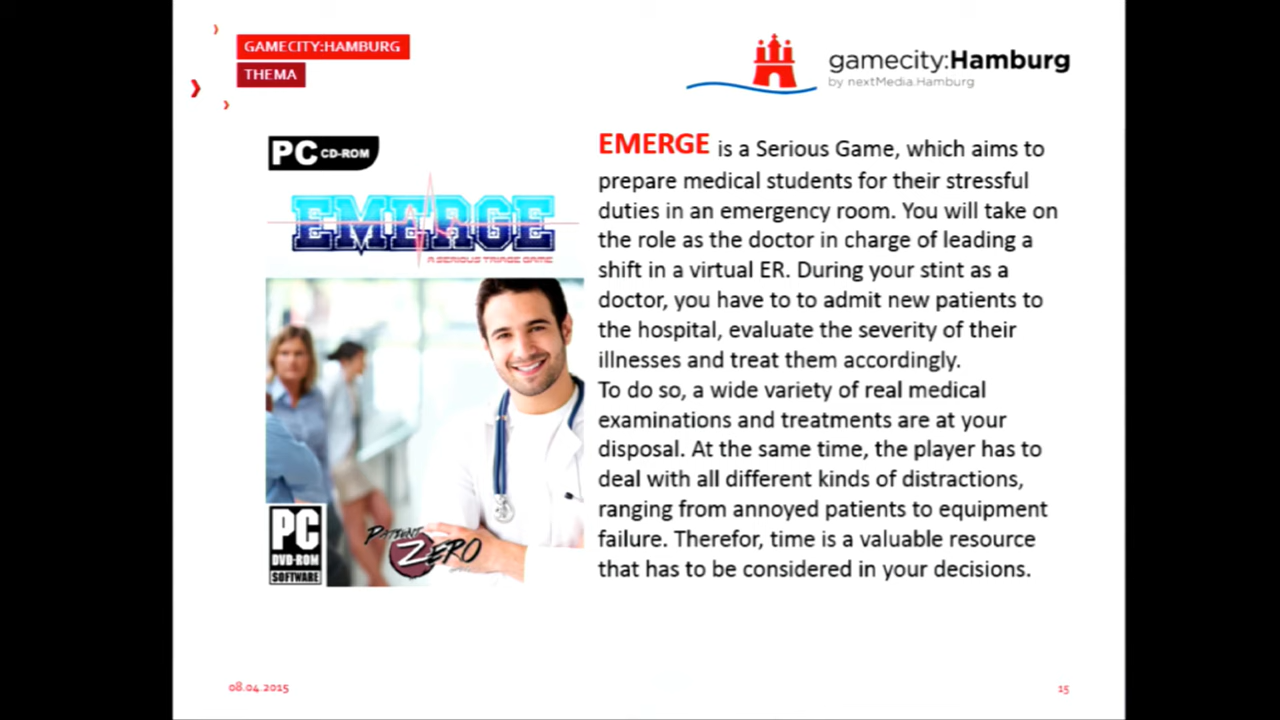 GAMECITY:HAMBURG
THEMA
gamecity:Hamburg
by nextMedia.Hamburg
PC CD-ROM
EMERGE
A SERIOUS TRIAGE GAME
PC
DVD-ROM
SOFTWARE
PATIENT
ZERO
EMERGE is a Serious Game, which aims to
prepare medical students for their stressful
duties in an emergency room. You will take on
the role as the doctor in charge of leading a
shift in a virtual ER. During your stint as a
doctor, you have to to admit new patients to
the hospital, evaluate the severity of their
illnesses and treat them accordingly.
To do so, a wide variety of real medical
examinations and treatments are at your
disposal. At the same time, the player has to
deal with all different kinds of distractions,
ranging from annoyed patients to equipment
failure. Therefor, time is a valuable resource
that has to be considered in your decisions.
08.04.2015
15